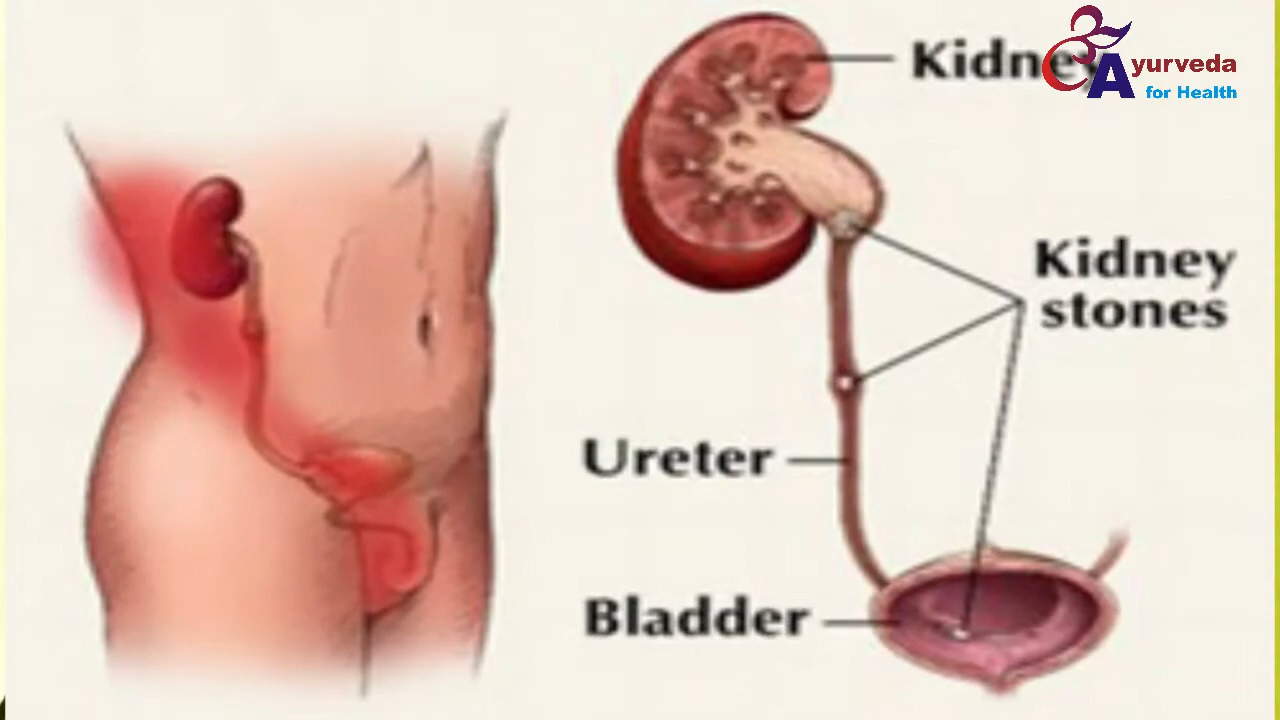 Kidney
Ayurveda
for Health
Kidney
stones
Ureter
Bladder